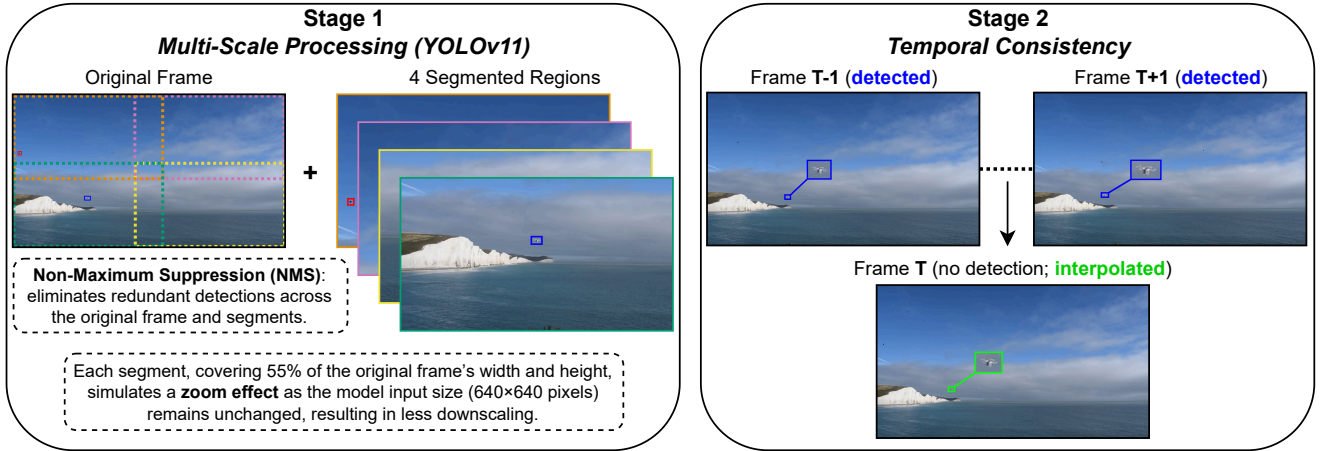 Stage 1
Multi-Scale Processing (YOLOv11)
Original Frame
4 Segmented Regions
+
Non-Maximum Suppression (NMS):
eliminates redundant detections across
the original frame and segments.
Each segment, covering 55% of the original frame's width and height,
simulates a zoom effect as the model input size (640×640 pixels)
remains unchanged, resulting in less downscaling.
Stage 2
Temporal Consistency
Frame T-1 (detected)
Frame T+1 (detected)
Frame T (no detection; interpolated)